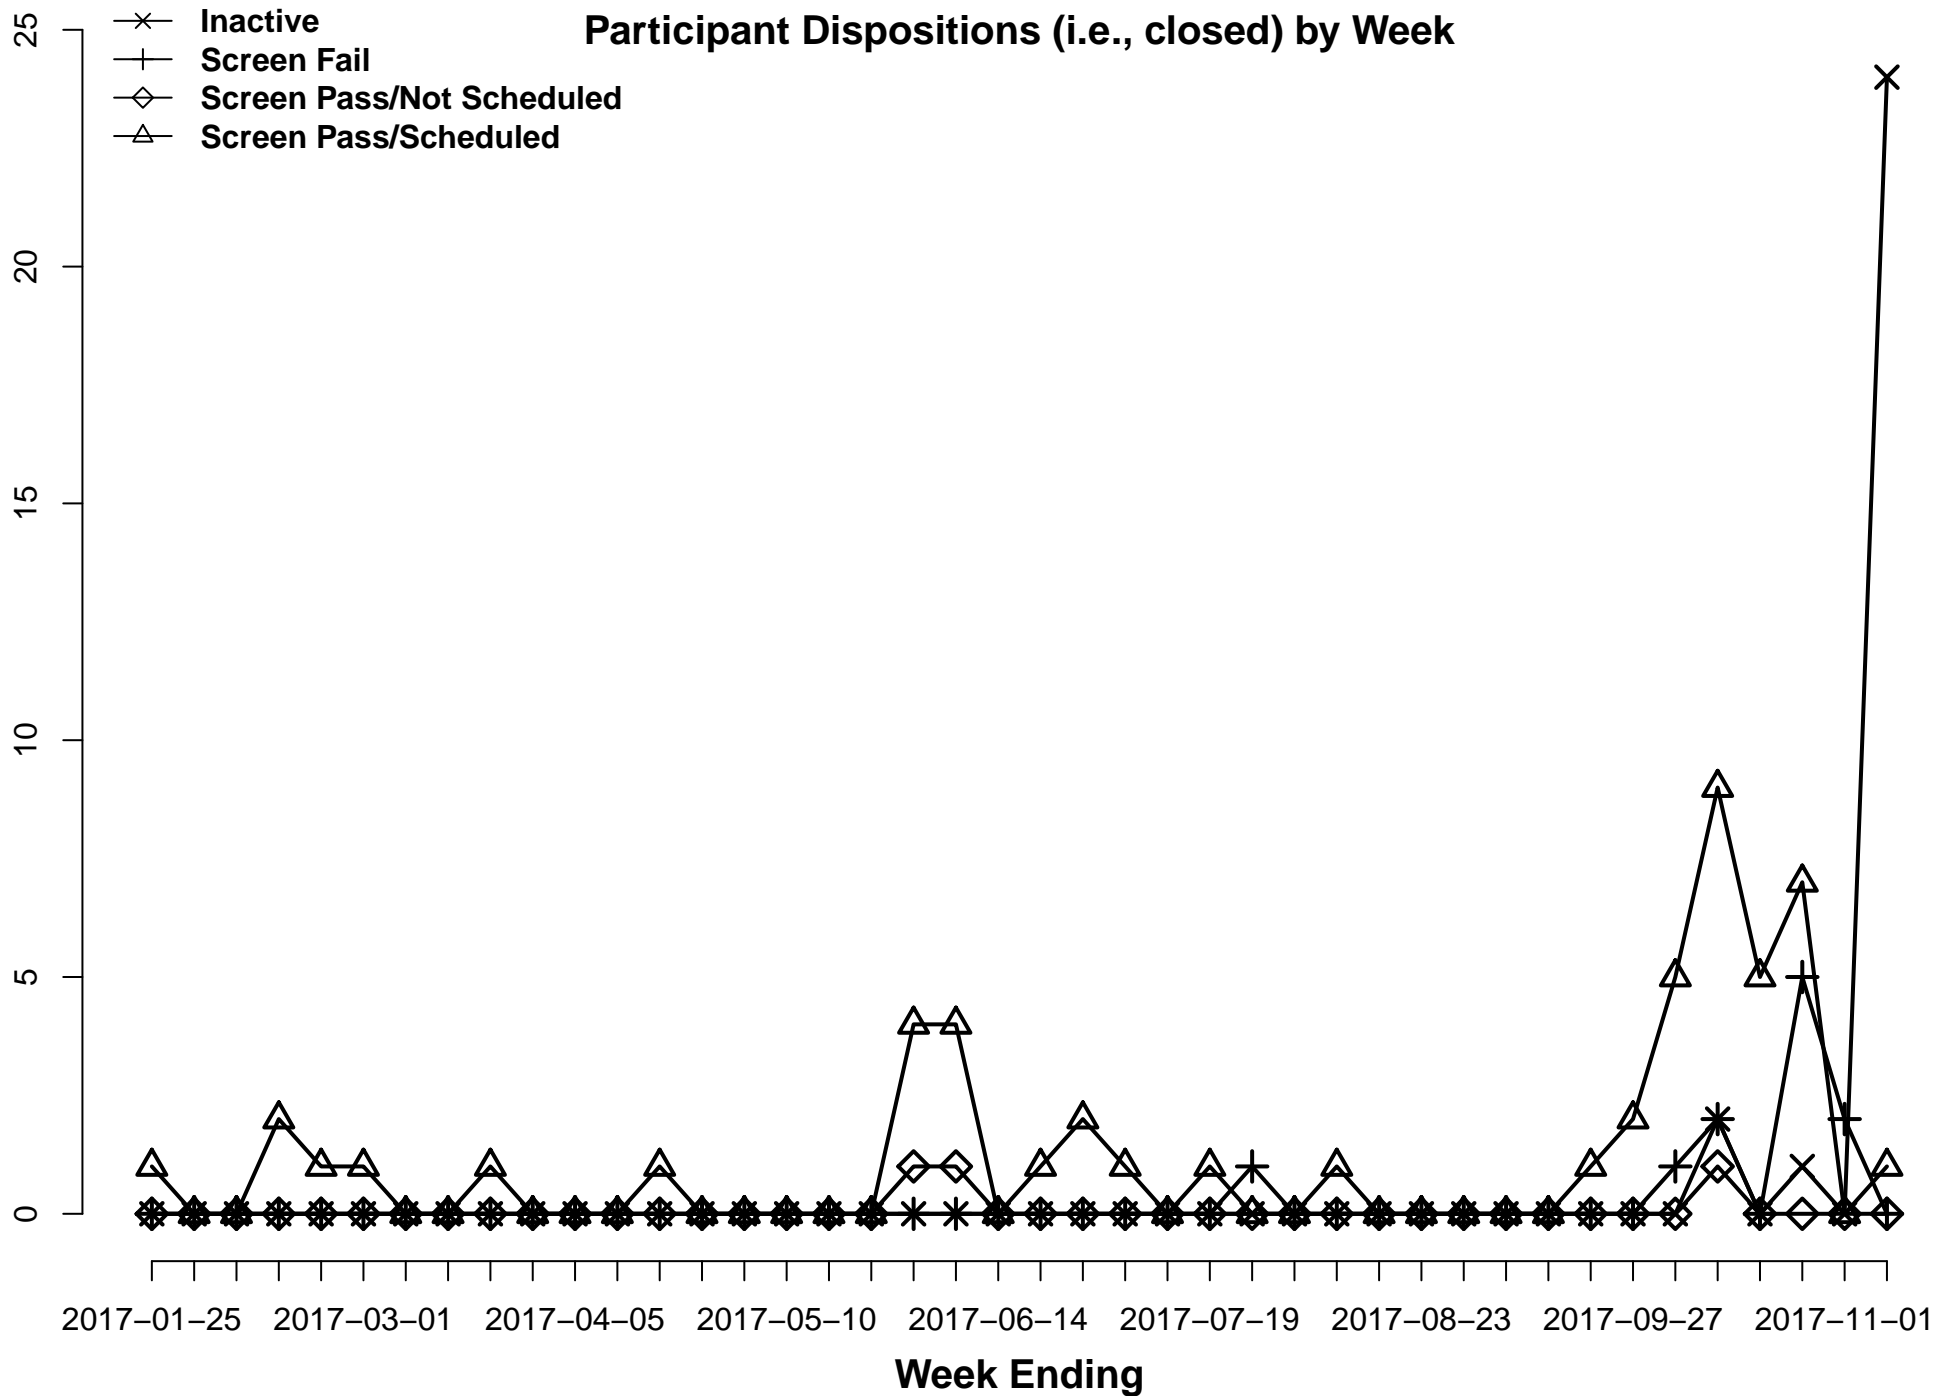 Participant Dispositions (i.e., closed) by Week
Inactive
Screen Fail
Screen Pass/Not Scheduled
Screen Pass/Scheduled
25
20
15
10
5
0
2017−01−25 2017−03−01 2017−04−05 2017−05−10 2017−06−14 2017−07−19 2017−08−23 2017−09−27 2017−11−01
Week Ending